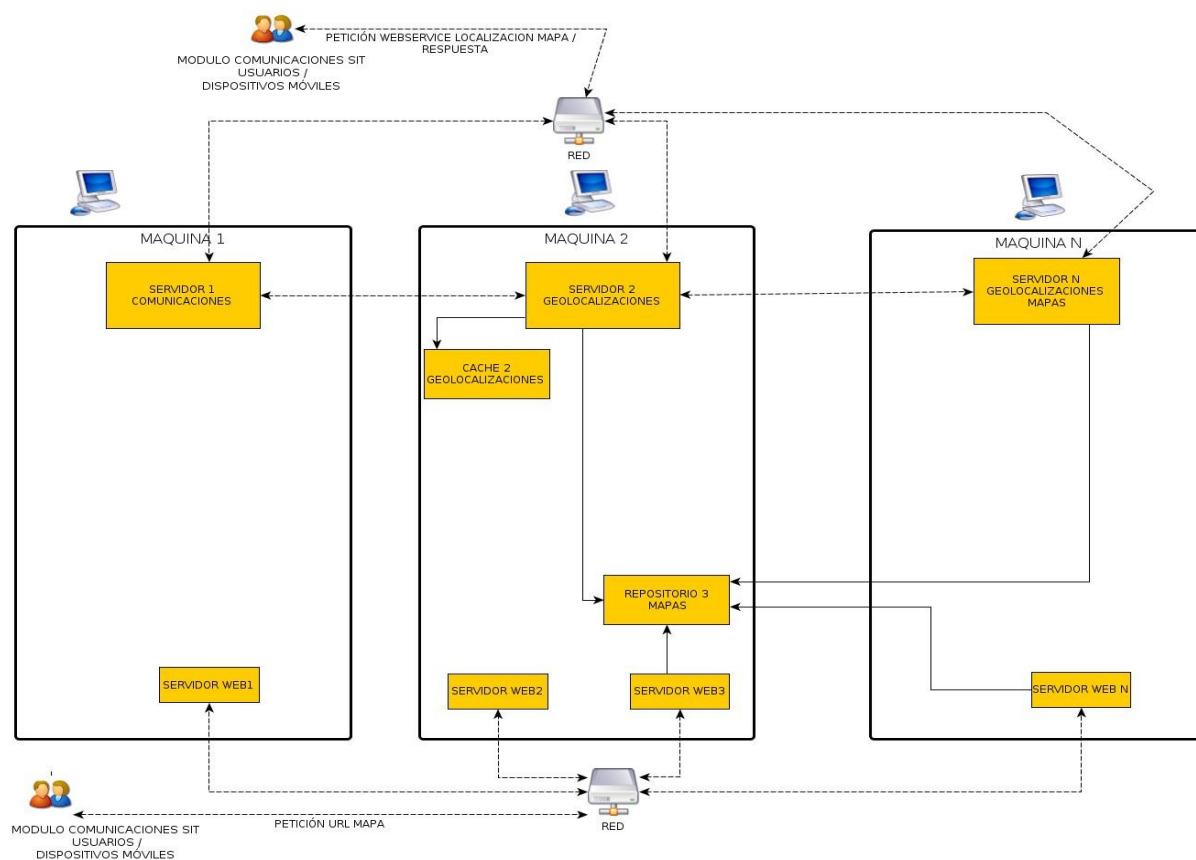 PETICIÓN WEBSERVICE LOCALIZACION MAPA /
RESPUESTA
MODULO COMUNICACIONES SIT
USUARIOS /
DISPOSITIVOS MÓVILES
RED
MAQUINA 1
MAQUINA 2
MAQUINA N
SERVIDOR 1
COMUNICACIONES
SERVIDOR 2
GEOLOCALIZACIONES
SERVIDOR N
GEOLOCALIZACIONES
MAPAS
CACHE 2
GEOLOCALIZACIONES
REPOSITORIO 3
MAPAS
SERVIDOR WEB1
SERVIDOR WEB2
SERVIDOR WEB3
SERVIDOR WEB N
PETICIÓN URL MAPA
RED
MODULO COMUNICACIONES SIT
USUARIOS /
DISPOSITIVOS MÓVILES